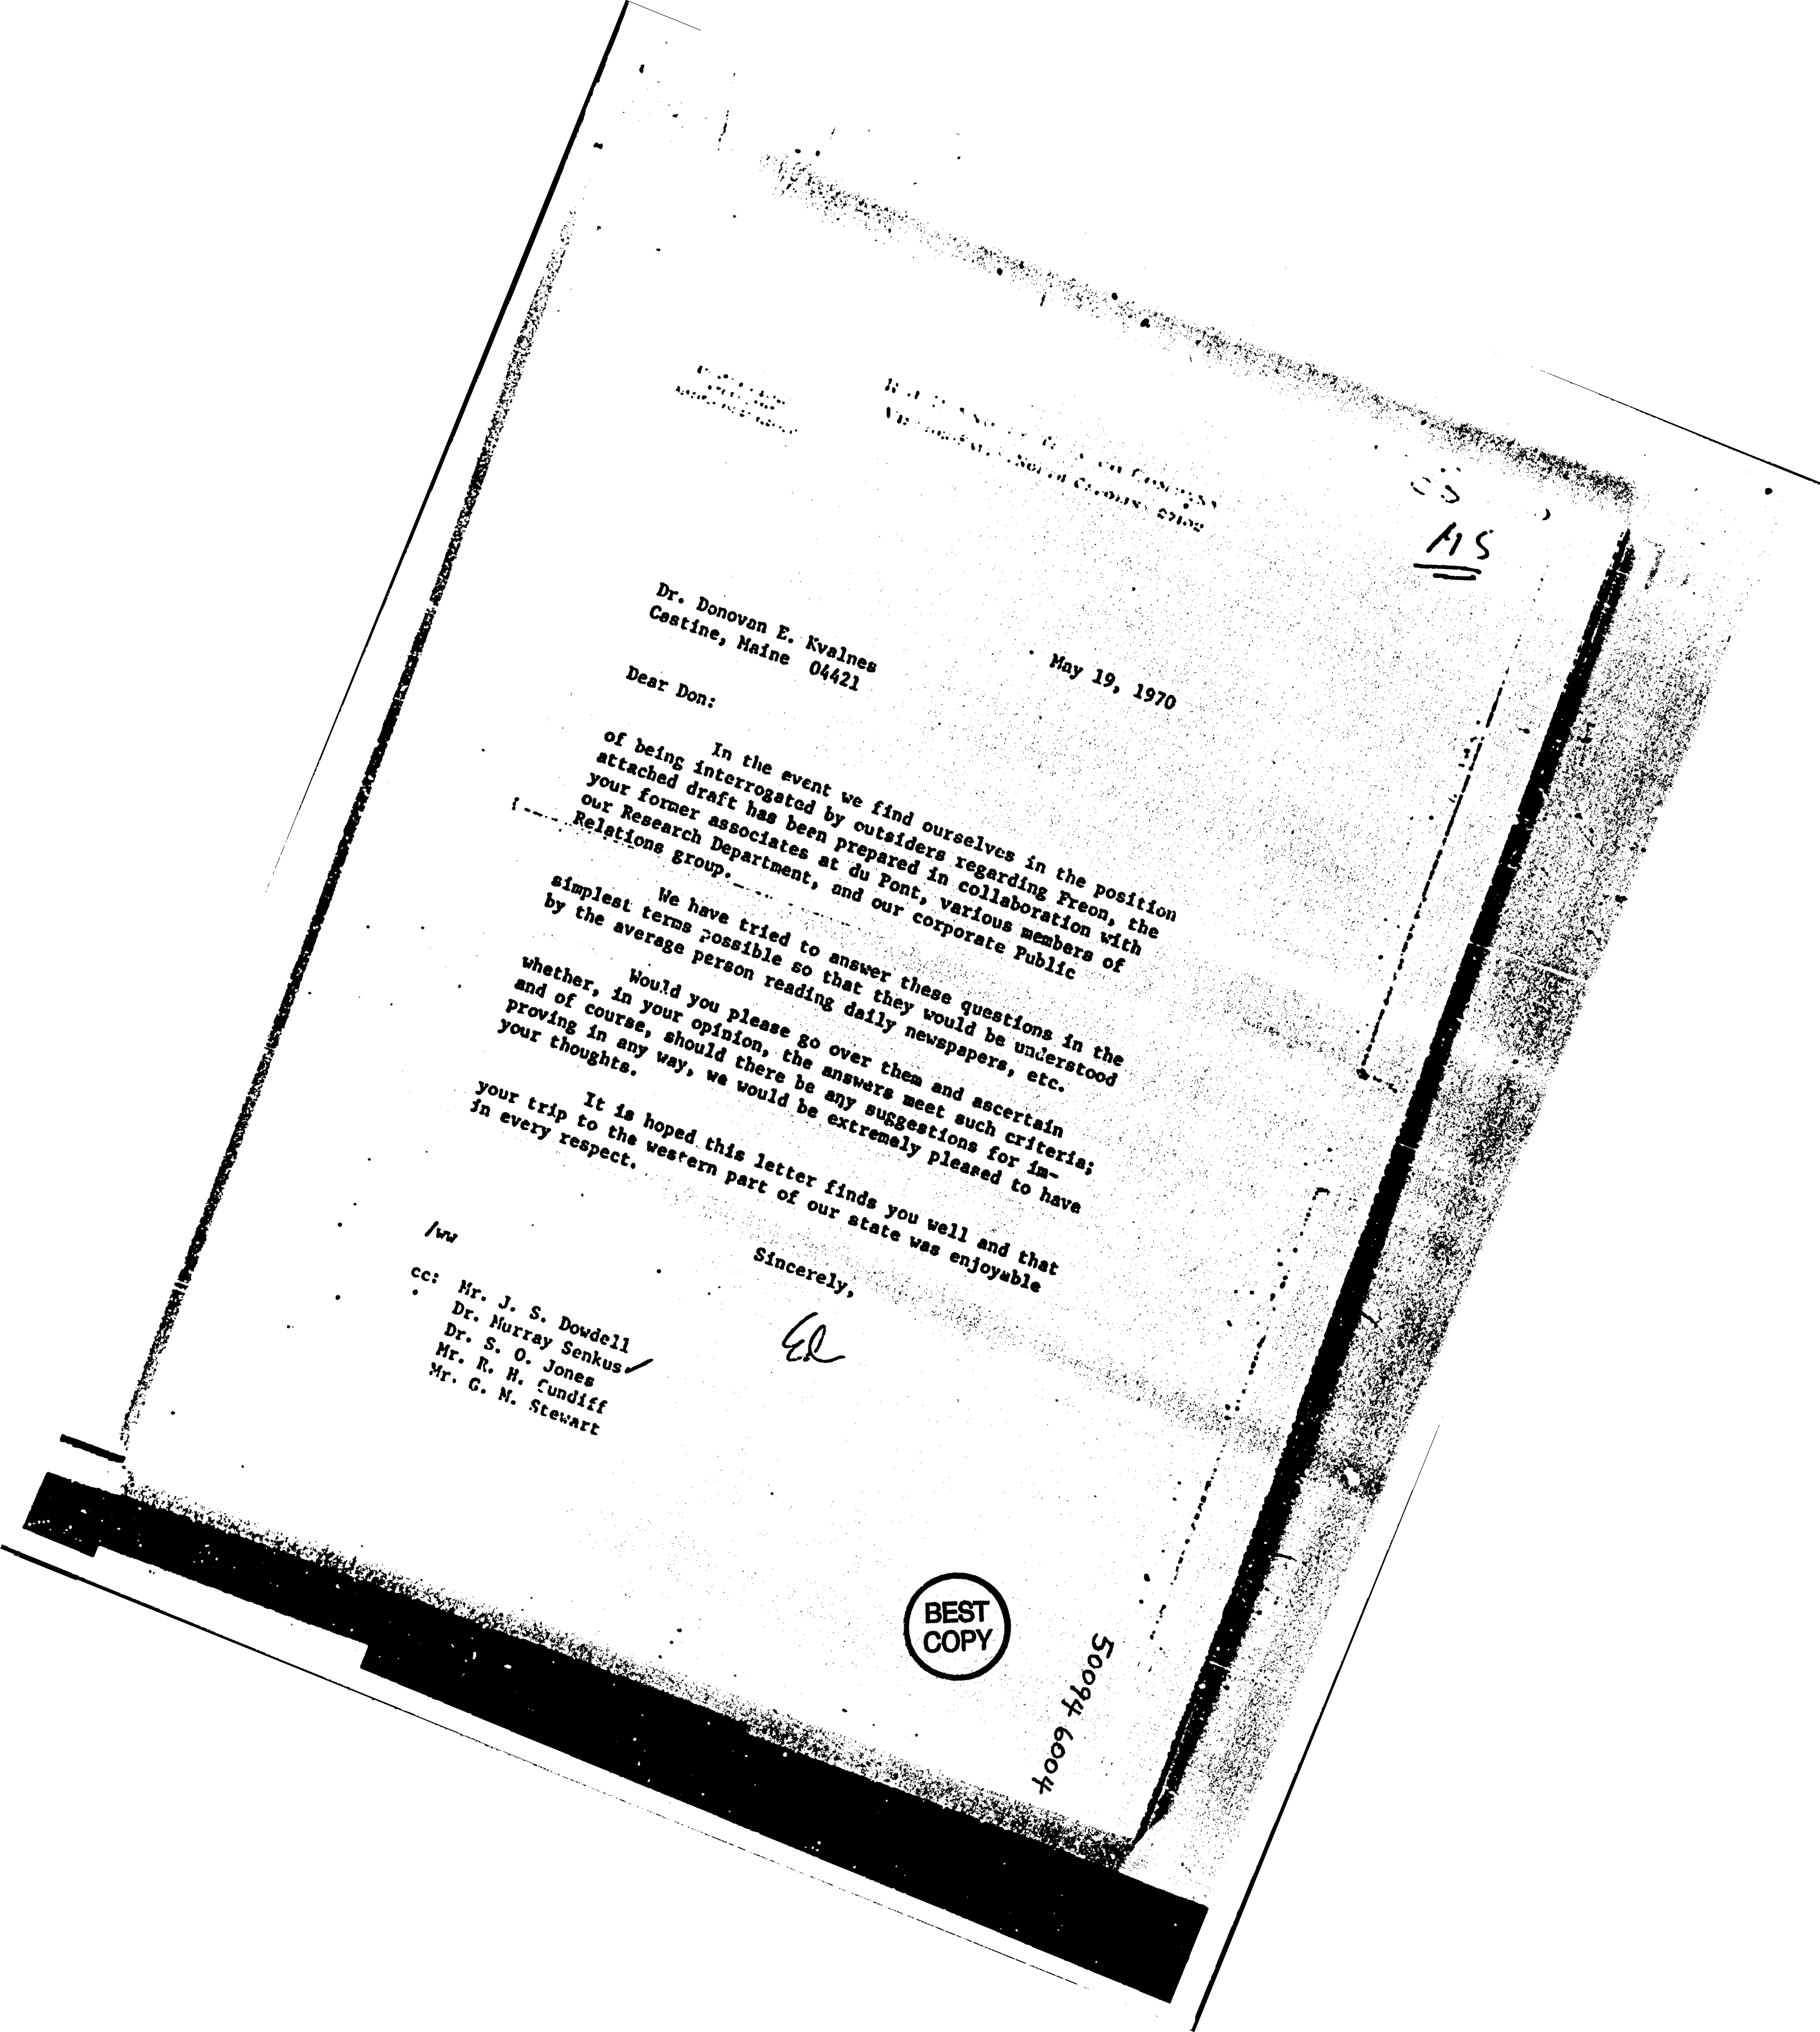 MS
May 19, 1970
Dr. Donovan E. Kvalnes
Castine, Maine 04421
Dear Don:
In the event we find ourselves in the position
of being interrogated by outsiders regarding Freon, the
attached draft has been prepared in collaboration with
your former associates at du Pont, various members of
our Research Department, and our corporate Public
Relations group.
We have tried to answer these questions in the
simplest terms possible so that they would be understood
by the average person reading daily newspapers, etc.
Would you please go over them and ascertain
whether, in your opinion, the answers meet such criteria;
and of course, should there be any suggestions for im-
proving in any way, we would be extremely pleased to have
your thoughts.
It is hoped this letter finds you well and that
your trip to the western part of our state was enjoyable
in every respect.
Sincerely,
Ed
/ww
cc: Mr. J. S. Dowdell
Dr. Murray Senkus
Dr. S. O. Jones
Mr. R. H. Cundiff
Mr. G. M. Stewart
BEST
COPY
50094 6004